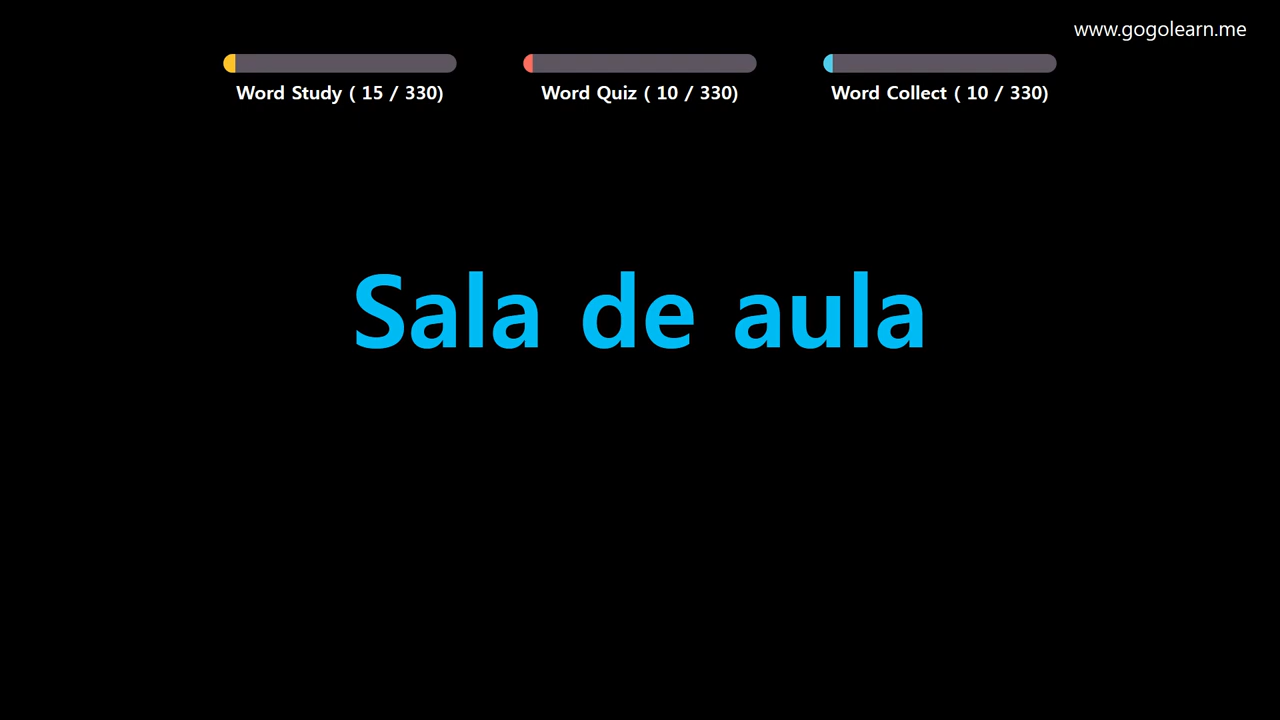 www.gogolearn.me
Word Study ( 15 / 330)
Word Quiz ( 10 / 330)
Word Collect ( 10 / 330)
Sala de aula